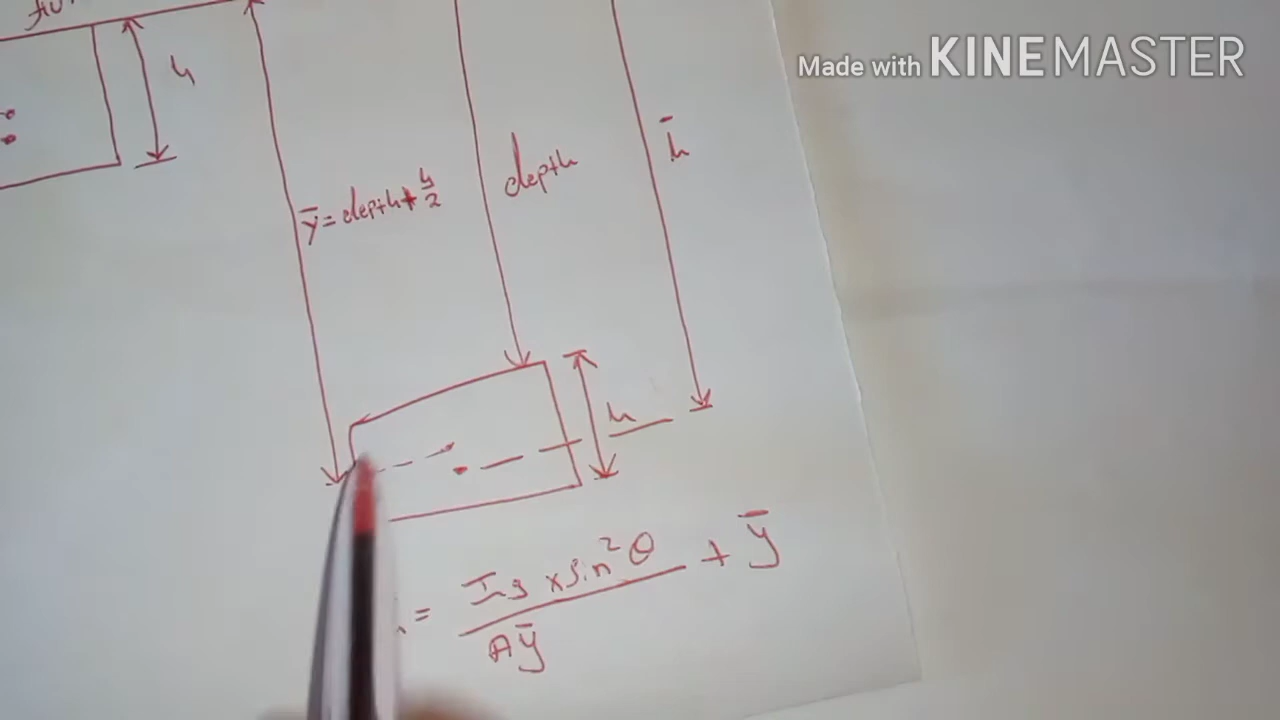 Made with KINEMASTER
h
h̄
depth
ȳ = depth + h/2
h
= Ig x sin²θ / Aȳ + ȳ